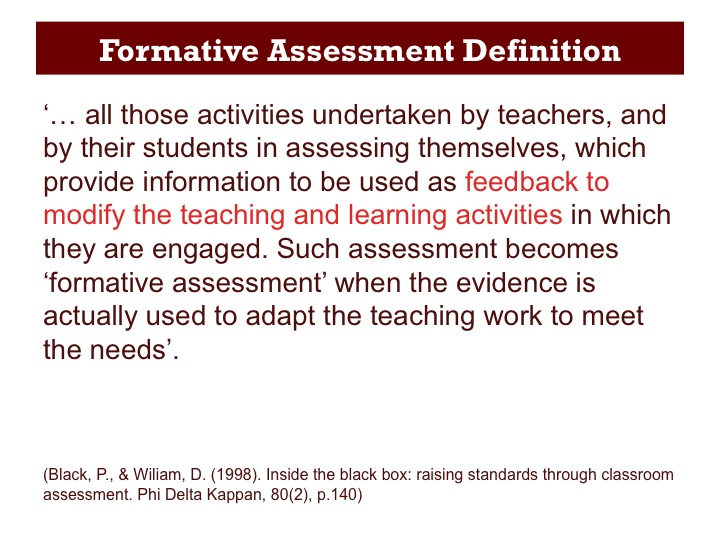 Formative Assessment Definition
‘… all those activities undertaken by teachers, and
by their students in assessing themselves, which
provide information to be used as feedback to
modify the teaching and learning activities in which
they are engaged. Such assessment becomes
‘formative assessment’ when the evidence is
actually used to adapt the teaching work to meet
the needs’.
(Black, P., & Wiliam, D. (1998). Inside the black box: raising standards through classroom
assessment. Phi Delta Kappan, 80(2), p.140)